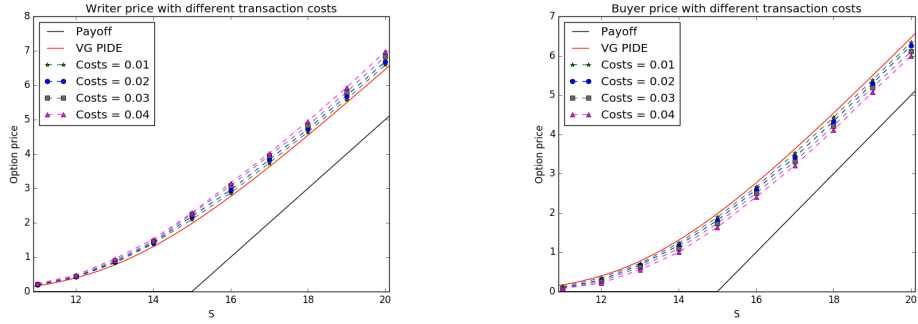 Writer price with different transaction costs
8
7
6
5
4
3
2
1
0
Option price
Payoff
VG PIDE
Costs = 0.01
Costs = 0.02
Costs = 0.03
Costs = 0.04
12 14 16 18 20
S
Buyer price with different transaction costs
7
6
5
4
3
2
1
0
Option price
Payoff
VG PIDE
Costs = 0.01
Costs = 0.02
Costs = 0.03
Costs = 0.04
12 14 16 18 20
S